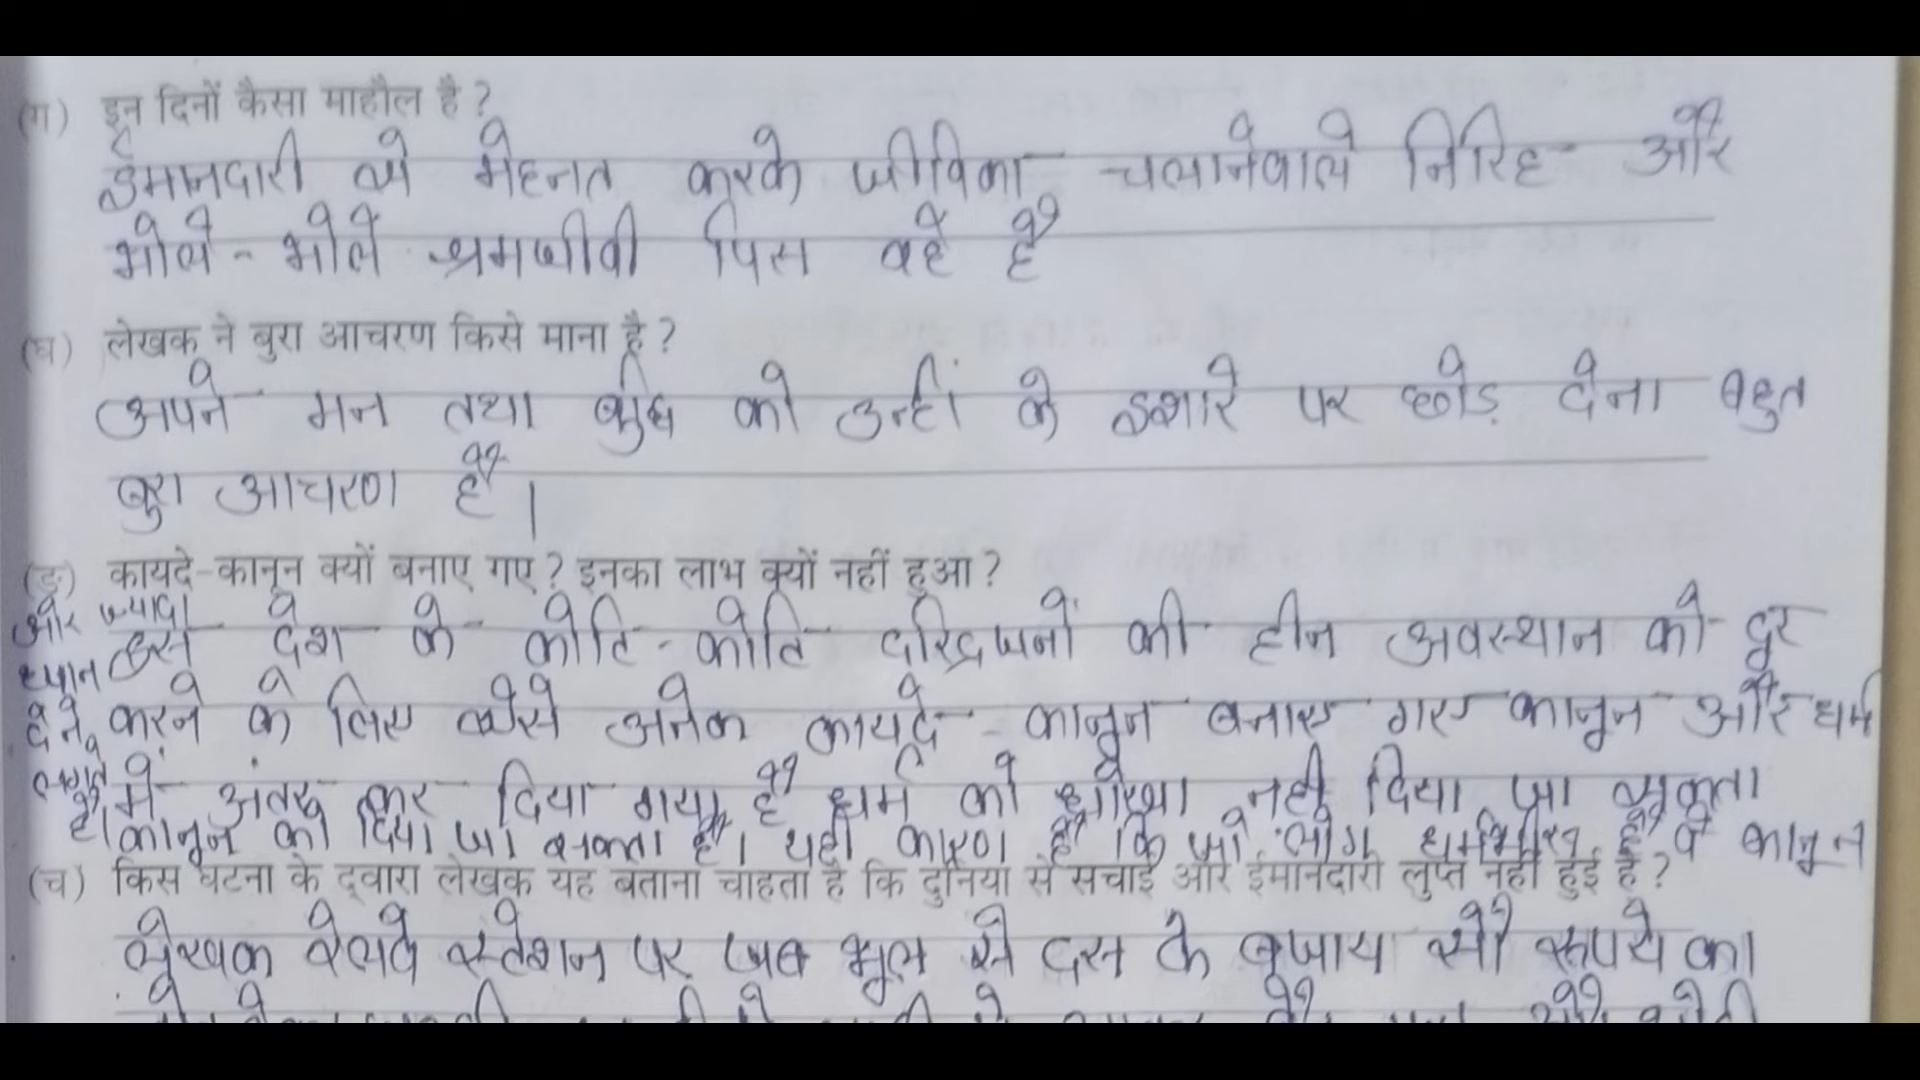 (ग) इन दिनों कैसा माहौल है?
ईमानदारी से मेहनत करके जीविका चलानेवाले निरिह और
भोले-भोले श्रमजीवी पिस रहे हैं
(घ) लेखक ने बुरा आचरण किसे माना है?
अपने मन तथा बुद्धि को उन्हीं के इशारे पर छोड़ देना बहुत
बुरा आचरण है।
(ङ) कायदे-कानून क्यों बनाए गए? इनका लाभ क्यों नहीं हुआ?
इस देश के कोटि-कोटि दरिद्रजनों की हीन अवस्थान को दूर
करने के लिए ऐसे अनेक कायदे-कानून बनाए गए कानून और धर्म
में अंतर कर दिया गया है धर्म को धोखा नहीं दिया जा सकता
कानून को दिया जा सकता है। यही कारण है कि जो लोग धर्मभीरू है वे कानून
और ज्यादा
ध्यान
देने
लगते
है।
(च) किस घटना के द्वारा लेखक यह बताना चाहता है कि दुनिया से सचाई और ईमानदारी लुप्त नहीं हुई है?
लेखक रेलवे स्तेशन पर जब भूल से दस के बजाय सौ रूपये का